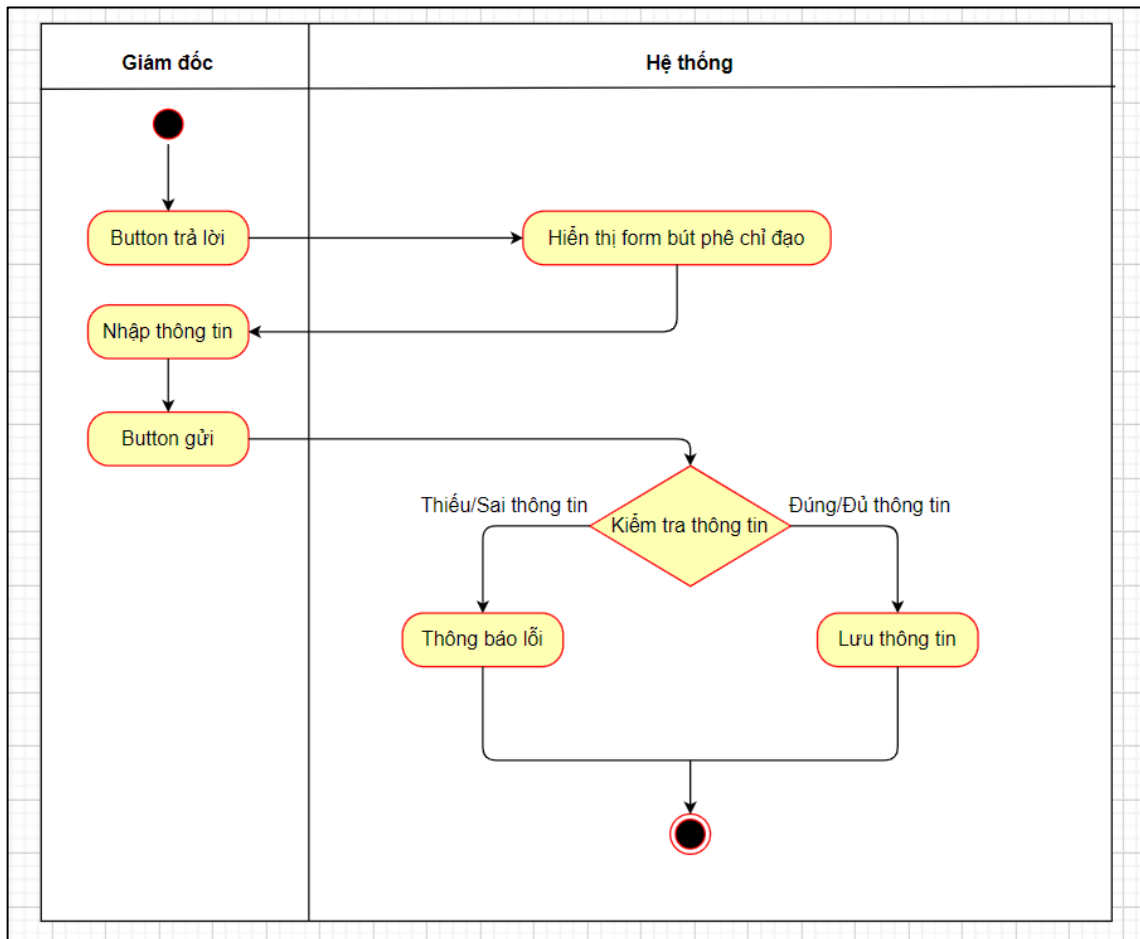 Giám đốc
Hệ thống
Button trả lời
Hiển thị form bút phê chỉ đạo
Nhập thông tin
Button gửi
Thiếu/Sai thông tin
Kiểm tra thông tin
Đúng/Đủ thông tin
Thông báo lỗi
Lưu thông tin